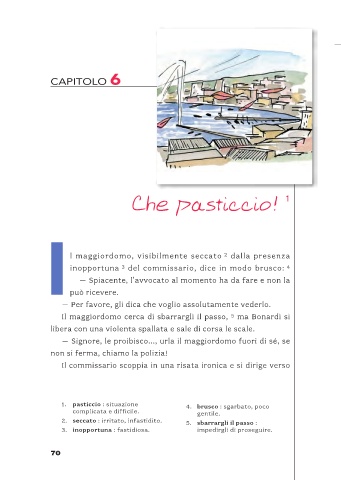 CAPITOLO 6
Che pasticcio! 1
Il maggiordomo, visibilmente seccato 2 dalla presenza
inopportuna 3 del commissario, dice in modo brusco: 4
— Spiacente, l'avvocato al momento ha da fare e non la
può ricevere.
— Per favore, gli dica che voglio assolutamente vederlo.
Il maggiordomo cerca di sbarrargli il passo, 5 ma Bonardi si
libera con una violenta spallata e sale di corsa le scale.
— Signore, le proibisco..., urla il maggiordomo fuori di sé, se
non si ferma, chiamo la polizia!
Il commissario scoppia in una risata ironica e si dirige verso
1. pasticcio : situazione
complicata e difficile.
2. seccato : irritato, infastidito.
3. inopportuna : fastidiosa.
4. brusco : sgarbato, poco
gentile.
5. sbarrargli il passo :
impedirgli di proseguire.
70